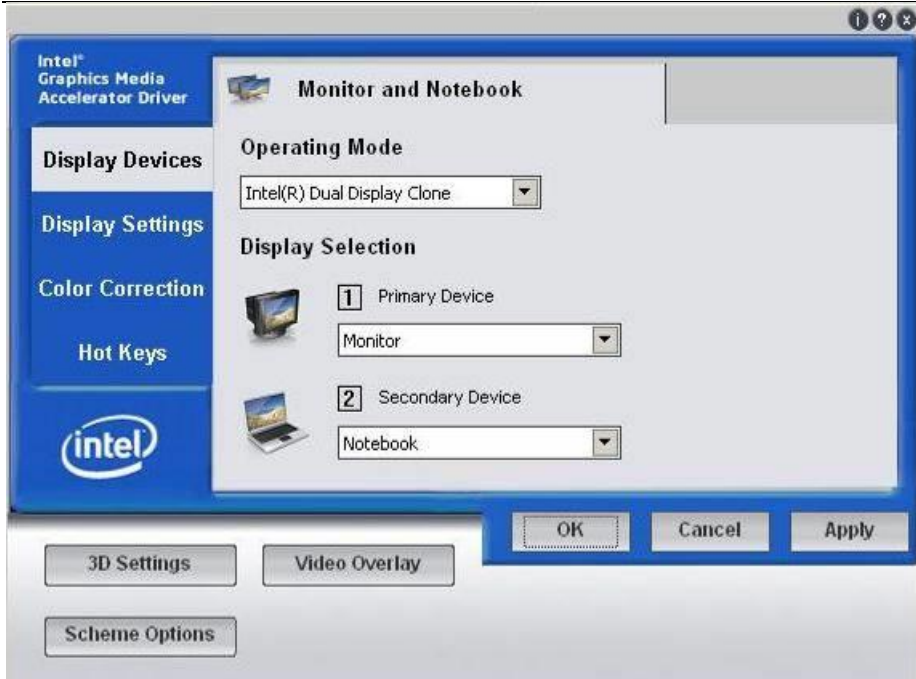 Intel®
Graphics Media
Accelerator Driver
Monitor and Notebook
Display Devices
Display Settings
Color Correction
Hot Keys
intel
Operating Mode
Intel(R) Dual Display Clone
Display Selection
1 Primary Device
Monitor
2 Secondary Device
Notebook
OK Cancel Apply
3D Settings Video Overlay
Scheme Options